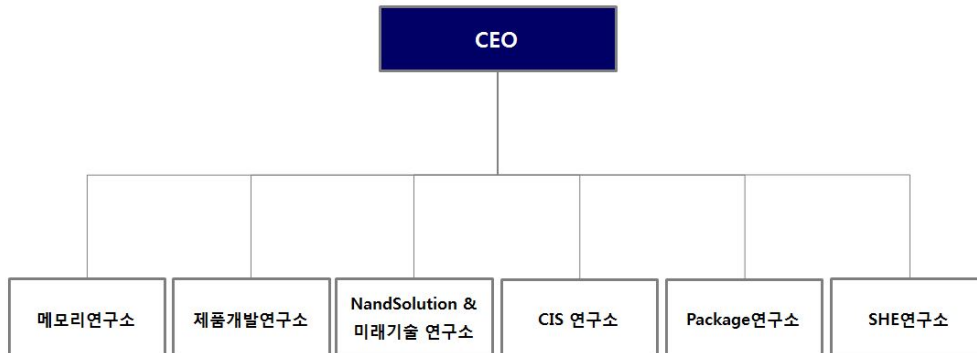 CEO
메모리연구소
제품개발연구소
NandSolution &
미래기술 연구소
CIS 연구소
Package연구소
SHE연구소